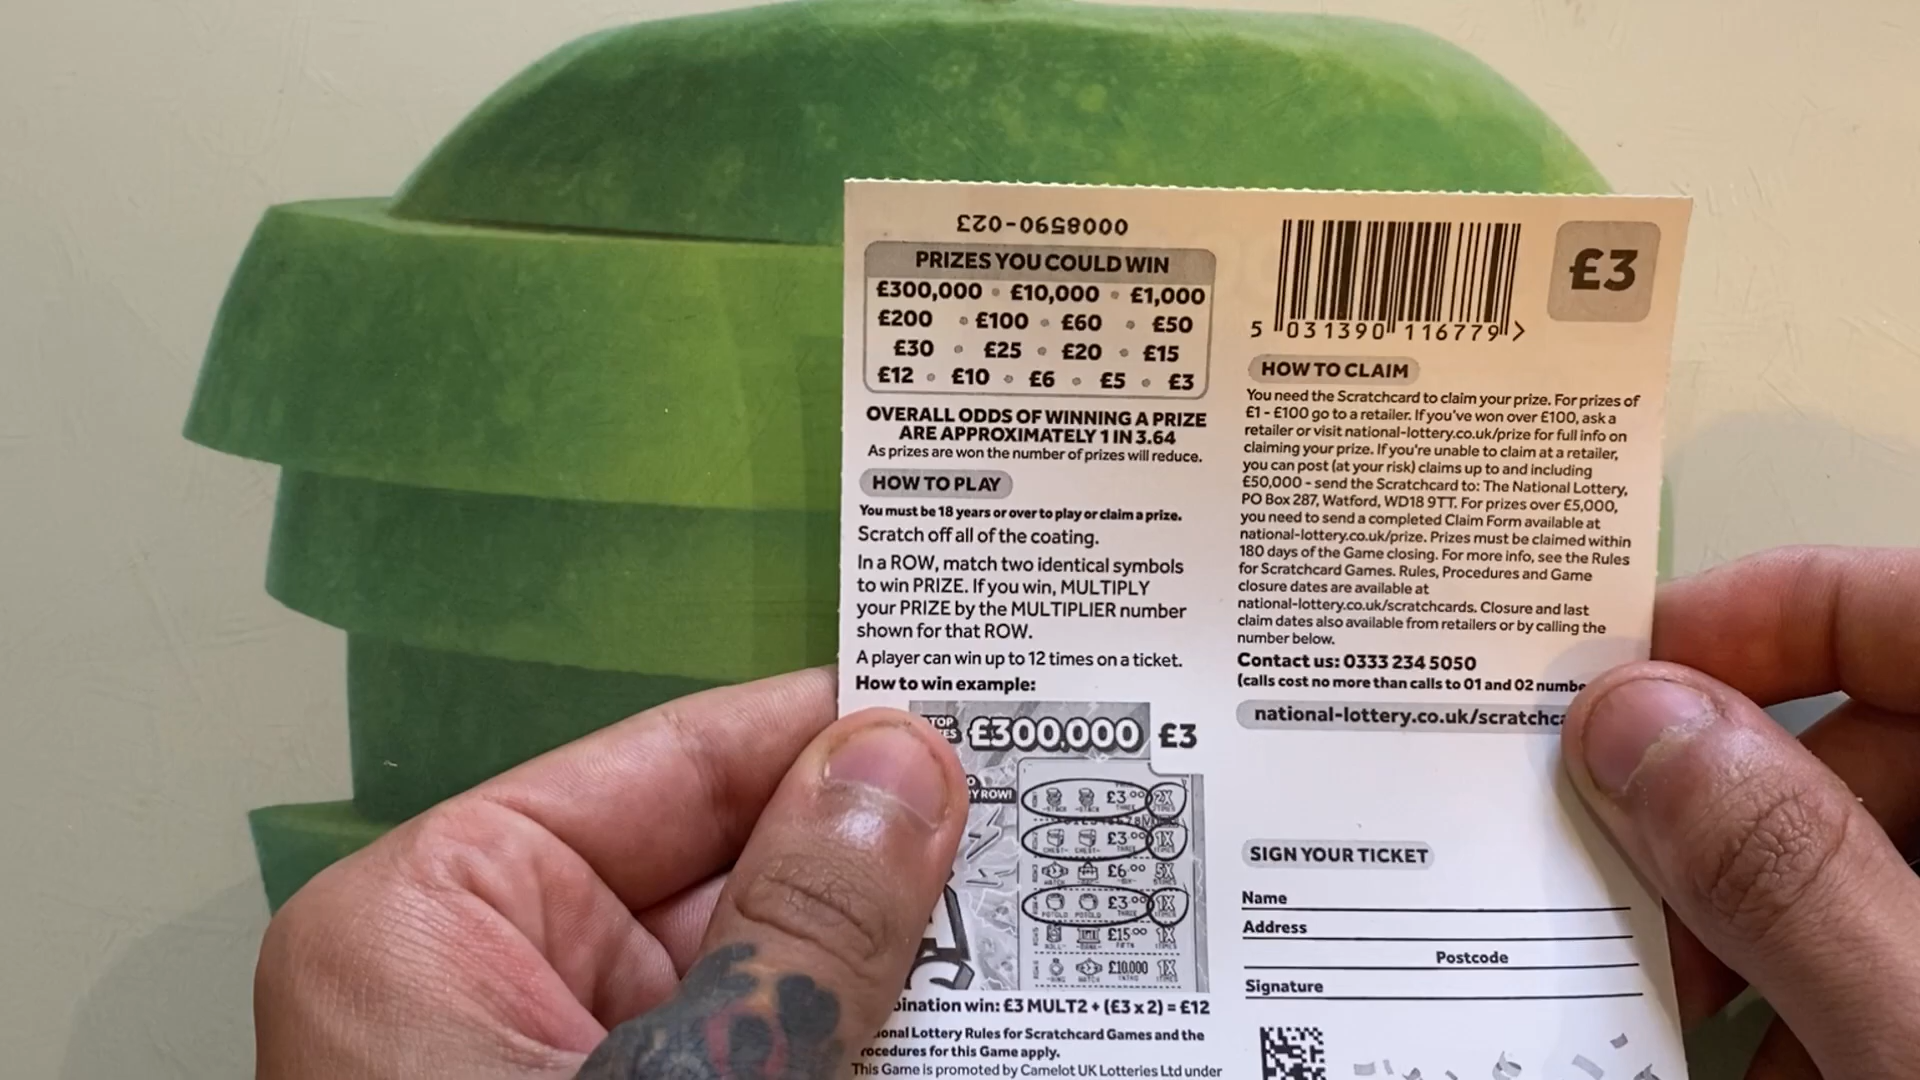 0008590-023
PRIZES YOU COULD WIN
£300,000 • £10,000 • £1,000
£200 • £100 • £60 • £50
£30 • £25 • £20 • £15
£12 • £10 • £6 • £5 • £3
OVERALL ODDS OF WINNING A PRIZE
ARE APPROXIMATELY 1 IN 3.64
As prizes are won the number of prizes will reduce.
HOW TO PLAY
You must be 18 years or over to play or claim a prize.
Scratch off all of the coating.
In a ROW, match two identical symbols
to win PRIZE. If you win, MULTIPLY
your PRIZE by the MULTIPLIER number
shown for that ROW.
A player can win up to 12 times on a ticket.
How to win example:
TOP
£300,000 £3
Y ROW!
£3.00 2X
£3.00 1X
£6.00 5X
£3.00 1X
£15.00 1X
£10,000 1X
win: £3 MULT2 + (£3 x 2) = £12
Lottery Rules for Scratchcard Games and the
for this Game apply.
This Game is promoted by Camelot UK Lotteries Ltd under
5 031390 116779 >
£3
HOW TO CLAIM
You need the Scratchcard to claim your prize. For prizes of
£1 - £100 go to a retailer. If you've won over £100, ask a
retailer or visit national-lottery.co.uk/prize for full info on
claiming your prize. If you're unable to claim at a retailer,
you can post (at your risk) claims up to and including
£50,000 - send the Scratchcard to: The National Lottery,
PO Box 287, Watford, WD18 9TT. For prizes over £5,000,
you need to send a completed Claim Form available at
national-lottery.co.uk/prize. Prizes must be claimed within
180 days of the Game closing. For more info, see the Rules
for Scratchcard Games. Rules, Procedures and Game
closure dates are available at
national-lottery.co.uk/scratchcards. Closure and last
claim dates also available from retailers or by calling the
number below.
Contact us: 0333 234 5050
(calls cost no more than calls to 01 and 02 numbe
national-lottery.co.uk/scratchc
SIGN YOUR TICKET
Name
Address
Postcode
Signature